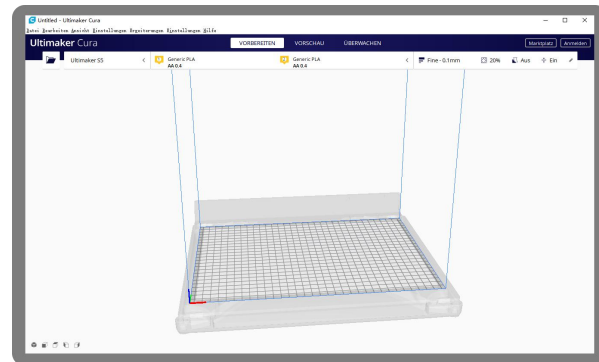 Untitled - Ultimaker Cura
Datei Bearbeiten Ansicht Einstellungen Erweiterungen Einstellungen Hilfe
Ultimaker Cura VORBEREITEN VORSCHAU ÜBERWACHEN Marktplatz Anmelden
Ultimaker S5 Generic PLA Generic PLA Fine - 0.1mm 20% Aus Ein
AA 0.4 AA 0.4